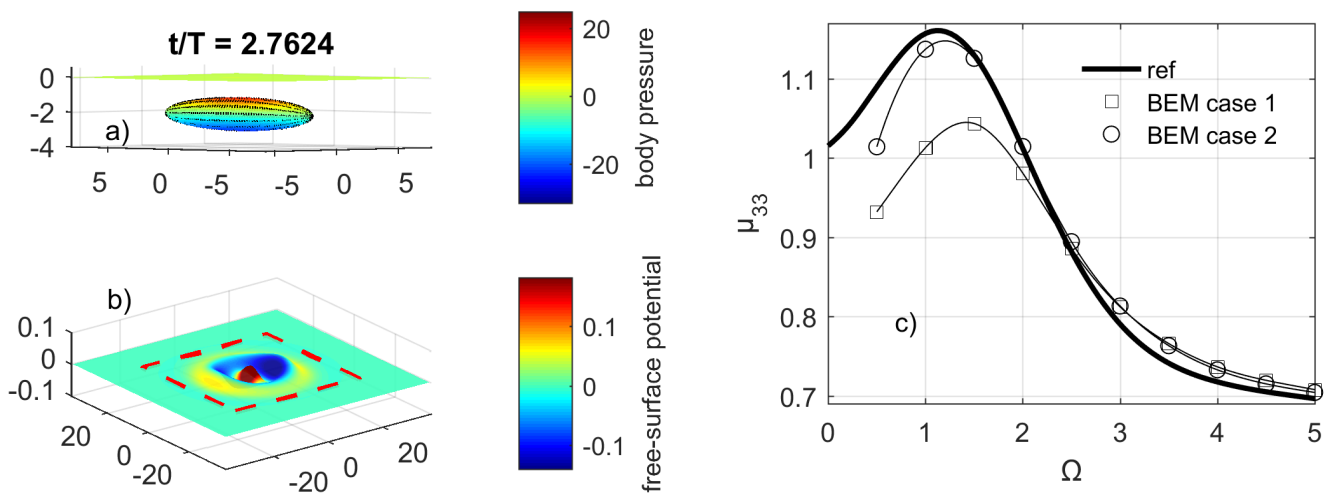 t/T = 2.7624
0
-2
-4
a)
5 0 -5 -5 0 5
20
0
-20
body pressure
b)
0.1
0
-0.1
20
0
-20
-20
0
20
0.1
0
-0.1
free-surface potential
1.1
1
0.9
0.8
0.7
μ33
ref
BEM case 1
BEM case 2
c)
0 1 2 3 4 5
Ω